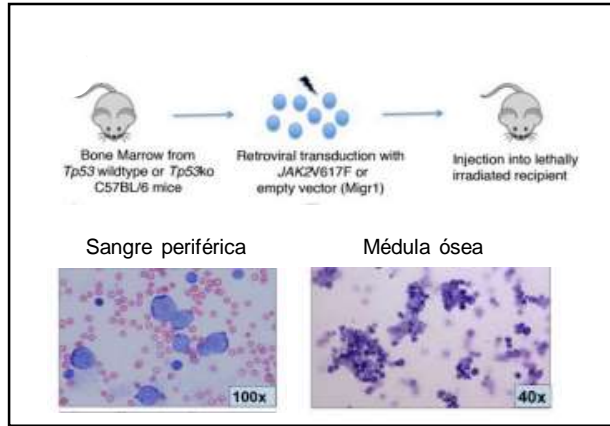 Bone Marrow from
Tp53 wildtype or Tp53ko
C57BL/6 mice
Retroviral transduction with
JAK2V617F or
empty vector (Migr1)
Injection into lethally
irradiated recipient
Sangre periférica
Médula ósea
100x
40x